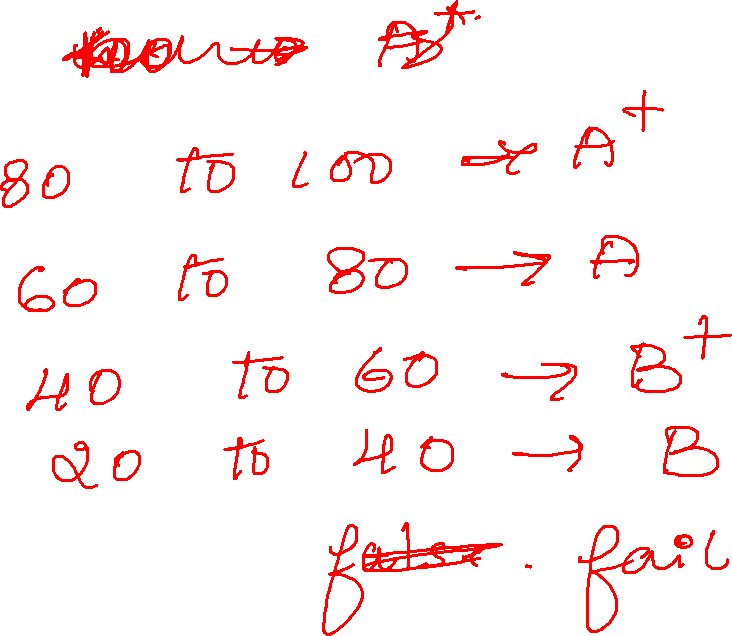 80 to 100 → A+
60 to 80 → A
40 to 60 → B+
20 to 40 → B
fail